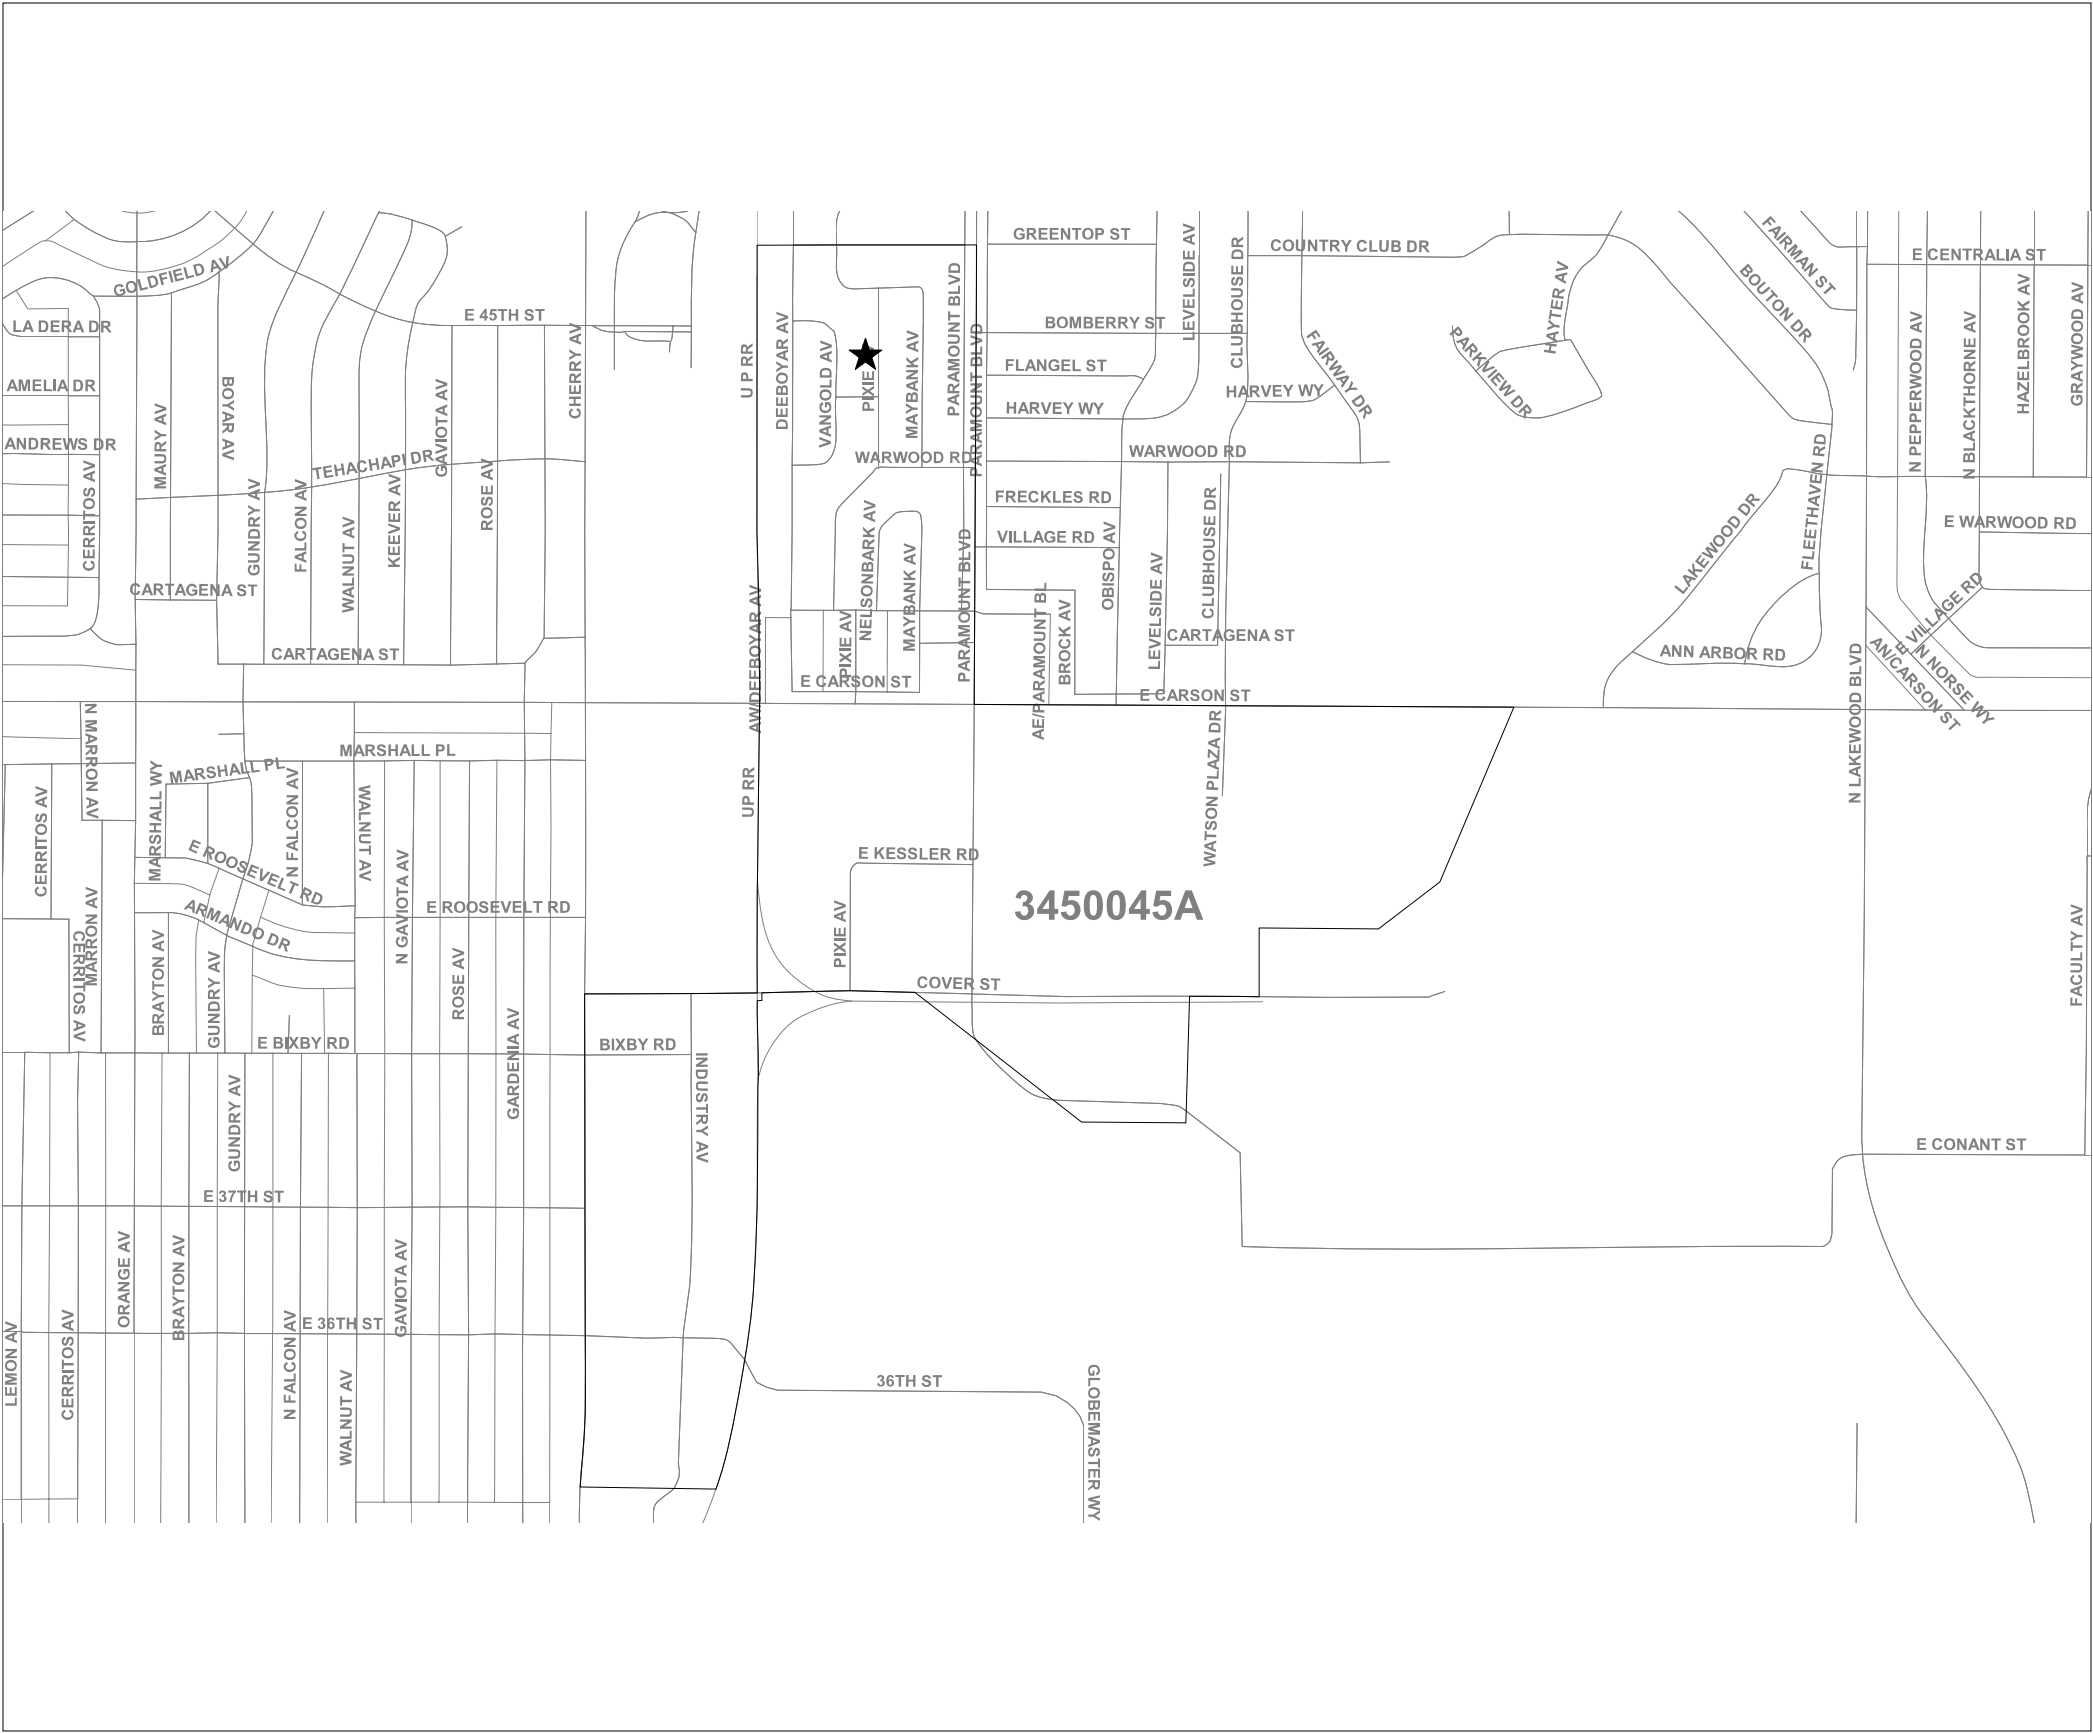 GREENTOP ST
COUNTRY CLUB DR
FAIRMAN ST
E CENTRALIA ST
GOLDFIELD AV
LEVELSIDE AV
CLUBHOUSE DR
HAYTER AV
BOUTON DR
HAZELBROOK AV
GRAYWOOD AV
LA DERA DR
E 45TH ST
CHERRY AV
U P RR
DEEBOYAR AV
VANGOLD AV
PIXIE
MAYBANK AV
PARAMOUNT BLVD
PARAMOUNT BLVD
BOMBERRY ST
FLANGEL ST
HARVEY WY
HARVEY WY
FAIRWAY DR
PARKVIEW DR
N PEPPERWOOD AV
N BLACKTHORNE AV
AMELIA DR
BOYAR AV
MAURY AV
GAVIOTA AV
ANDREWS DR
TEHACHAPI DR
WARWOOD RD
WARWOOD RD
FLEETHAVEN RD
CERRITOS AV
GUNDRY AV
FALCON AV
WALNUT AV
KEEVER AV
ROSE AV
NELSONBARK AV
MAYBANK AV
PARAMOUNT BLVD
FRECKLES RD
VILLAGE RD
OBISPO AV
CLUBHOUSE DR
LEVELSIDE AV
LAKEWOOD DR
E WARWOOD RD
CARTAGENA ST
CARTAGENA ST
AW/DEEBOYAR AV
PIXIE AV
AE/PARAMOUNT BL
BROCK AV
CARTAGENA ST
ANN ARBOR RD
E VILLAGE RD
N NORSE WY
AN/CARSON ST
E CARSON ST
E CARSON ST
N LAKEWOOD BLVD
N MARRON AV
MARSHALL PL
MARSHALL PL
MARSHALL WY
N FALCON AV
WALNUT AV
UP RR
WATSON PLAZA DR
CERRITOS AV
E ROOSEVELT RD
N GAVIOTA AV
E KESSLER RD
3450045A
E ROOSEVELT RD
ARMANDO DR
MARRON AV
CERRITOS AV
BRAYTON AV
GUNDRY AV
ROSE AV
PIXIE AV
COVER ST
FACULTY AV
E BIXBY RD
GARDENIA AV
BIXBY RD
INDUSTRY AV
GUNDRY AV
E CONANT ST
E 37TH ST
ORANGE AV
BRAYTON AV
GAVIOTA AV
LEMON AV
CERRITOS AV
N FALCON AV
E 36TH ST
WALNUT AV
36TH ST
GLOBEMASTER WY